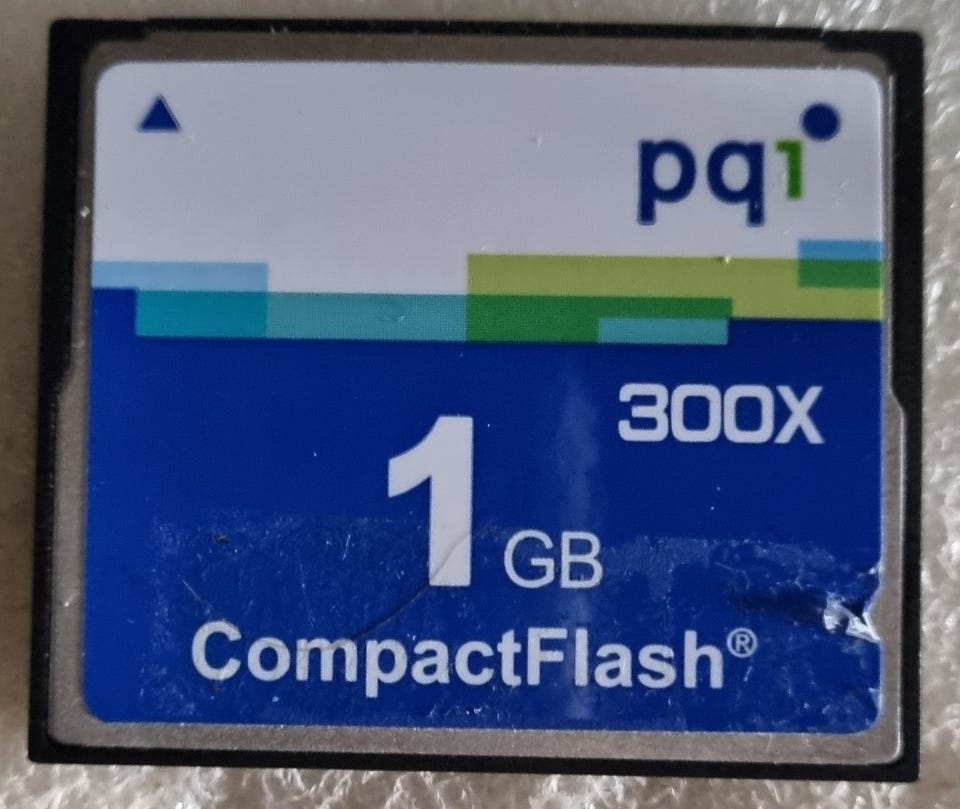 pqi
300X
1 GB
CompactFlash®